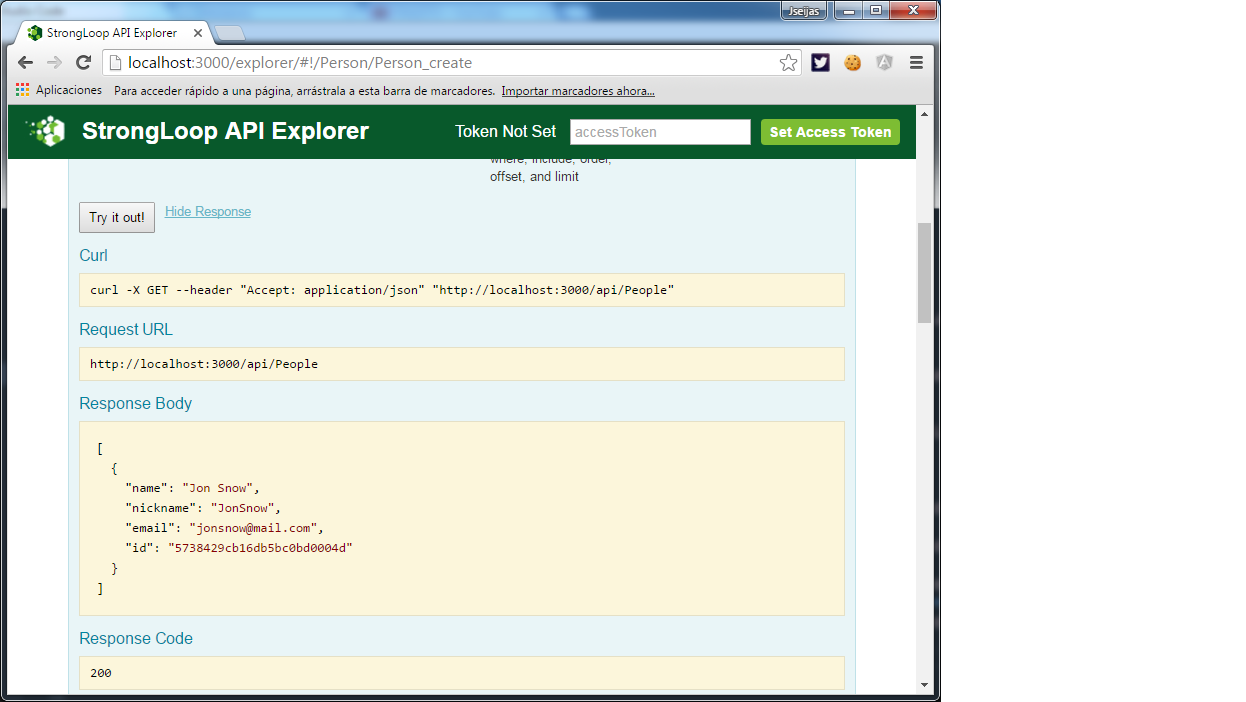 Jseijas
StrongLoop API Explorer
localhost:3000/explorer/#!/Person/Person_create
Aplicaciones Para acceder rápido a una página, arrástrala a esta barra de marcadores. Importar marcadores ahora...
StrongLoop API Explorer Token Not Set accessToken Set Access Token
where, include, order,
offset, and limit
Try it out! Hide Response
Curl
curl -X GET --header "Accept: application/json" "http://localhost:3000/api/People"
Request URL
http://localhost:3000/api/People
Response Body
[
{
"name": "Jon Snow",
"nickname": "JonSnow",
"email": "jonsnow@mail.com",
"id": "5738429cb16db5bc0bd0004d"
}
]
Response Code
200